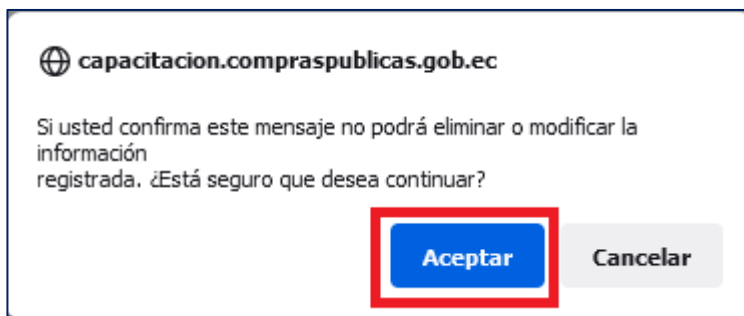 capacitacion.compraspublicas.gob.ec
Si usted confirma este mensaje no podrá eliminar o modificar la
información
registrada. ¿Está seguro que desea continuar?
Aceptar Cancelar